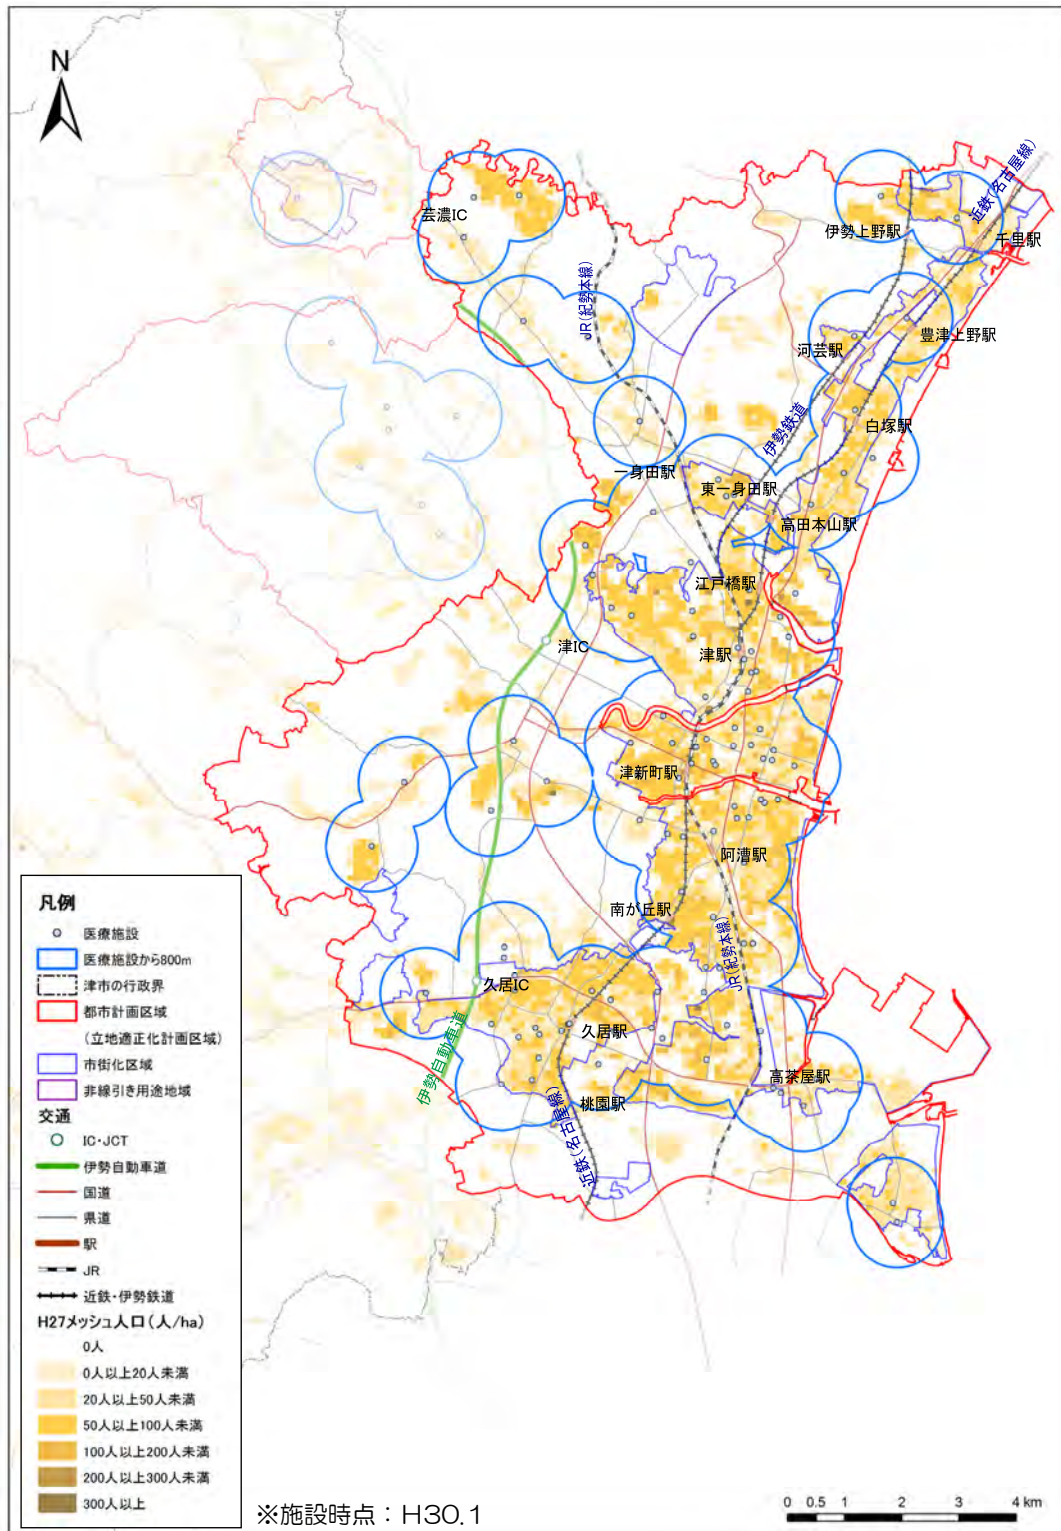 N
近鉄(名古屋線)
芸濃IC
伊勢上野駅
千里駅
JR(紀勢本線)
豊津上野駅
河芸駅
伊勢鉄道
白塚駅
一身田駅
東一身田駅
高田本山駅
江戸橋駅
津IC
津駅
津新町駅
阿漕駅
南が丘駅
JR(紀勢本線)
久居IC
久居駅
伊勢自動車道
高茶屋駅
桃園駅
近鉄(名古屋線)
凡例
医療施設
医療施設から800m
津市の行政界
都市計画区域
(立地適正化計画区域)
市街化区域
非線引き用途地域
交通
IC・JCT
伊勢自動車道
国道
県道
駅
JR
近鉄・伊勢鉄道
H27メッシュ人口(人/ha)
0人
0人以上20人未満
20人以上50人未満
50人以上100人未満
100人以上200人未満
200人以上300人未満
300人以上
※施設時点：H30.1
0 0.5 1 2 3 4 km